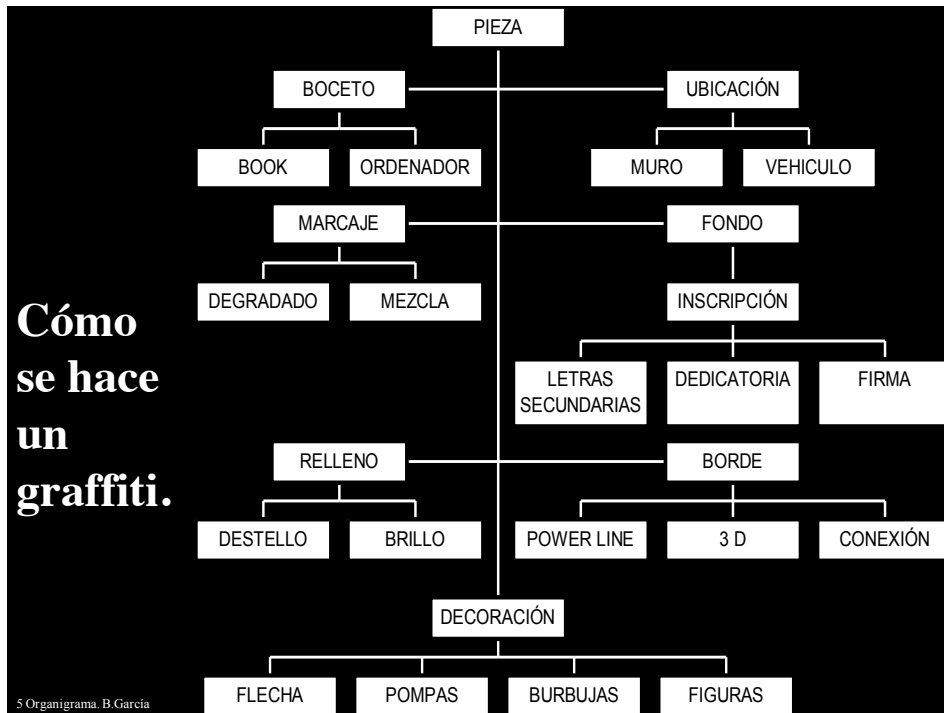 PIEZA
BOCETO
UBICACIÓN
BOOK
ORDENADOR
MURO
VEHICULO
MARCAJE
FONDO
DEGRADADO
MEZCLA
INSCRIPCIÓN
LETRAS
SECUNDARIAS
DEDICATORIA
FIRMA
Cómo
se hace
un
graffiti.
RELLENO
BORDE
DESTELLO
BRILLO
POWER LINE
3 D
CONEXIÓN
DECORACIÓN
FLECHA
POMPAS
BURBUJAS
FIGURAS
5 Organigrama. B.García